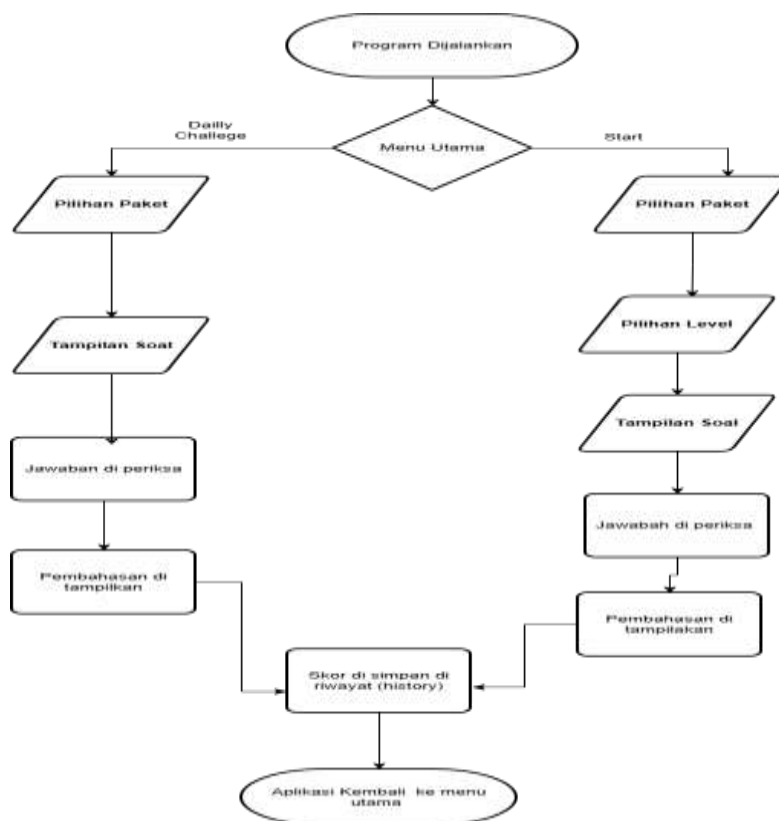 Program Dijalankan
Dailly
Challege
Menu Utama
Start
Pilihan Paket
Pilihan Paket
Tampilan Soal
Pilihan Level
Tampilan Soal
Jawaban di periksa
Jawabah di periksa
Pembahasan di
tampilkan
Pembahasan di
tampilakan
Skor di simpan di
riwayat (history)
Aplikasi Kembali ke menu
utama